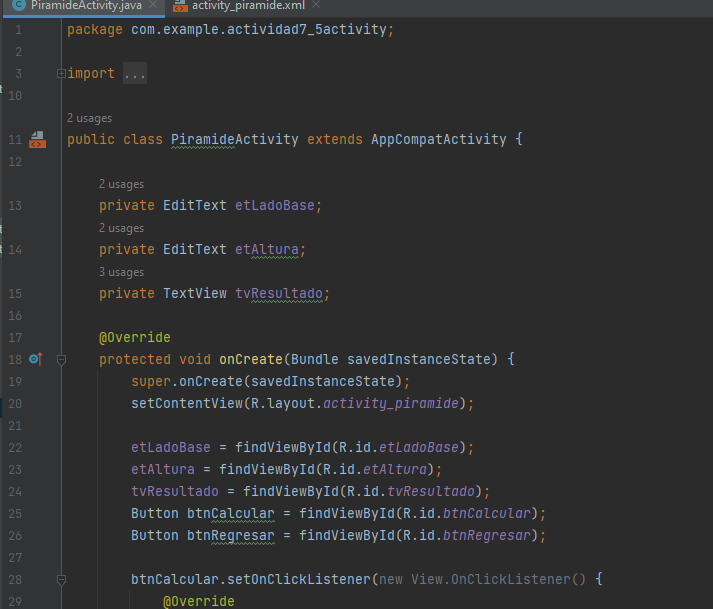 PiramideActivity.java activity_piramide.xml
1 package com.example.actividad7_5activity;
2
3 import ...
10
2 usages
11 public class PiramideActivity extends AppCompatActivity {
12
2 usages
13 private EditText etLadoBase;
2 usages
14 private EditText etAltura;
3 usages
15 private TextView tvResultado;
16
17 @Override
18 protected void onCreate(Bundle savedInstanceState) {
19 super.onCreate(savedInstanceState);
20 setContentView(R.layout.activity_piramide);
21
22 etLadoBase = findViewById(R.id.etLadoBase);
23 etAltura = findViewById(R.id.etAltura);
24 tvResultado = findViewById(R.id.tvResultado);
25 Button btnCalcular = findViewById(R.id.btnCalcular);
26 Button btnRegresar = findViewById(R.id.btnRegresar);
27
28 btnCalcular.setOnClickListener(new View.OnClickListener() {
29 @Override